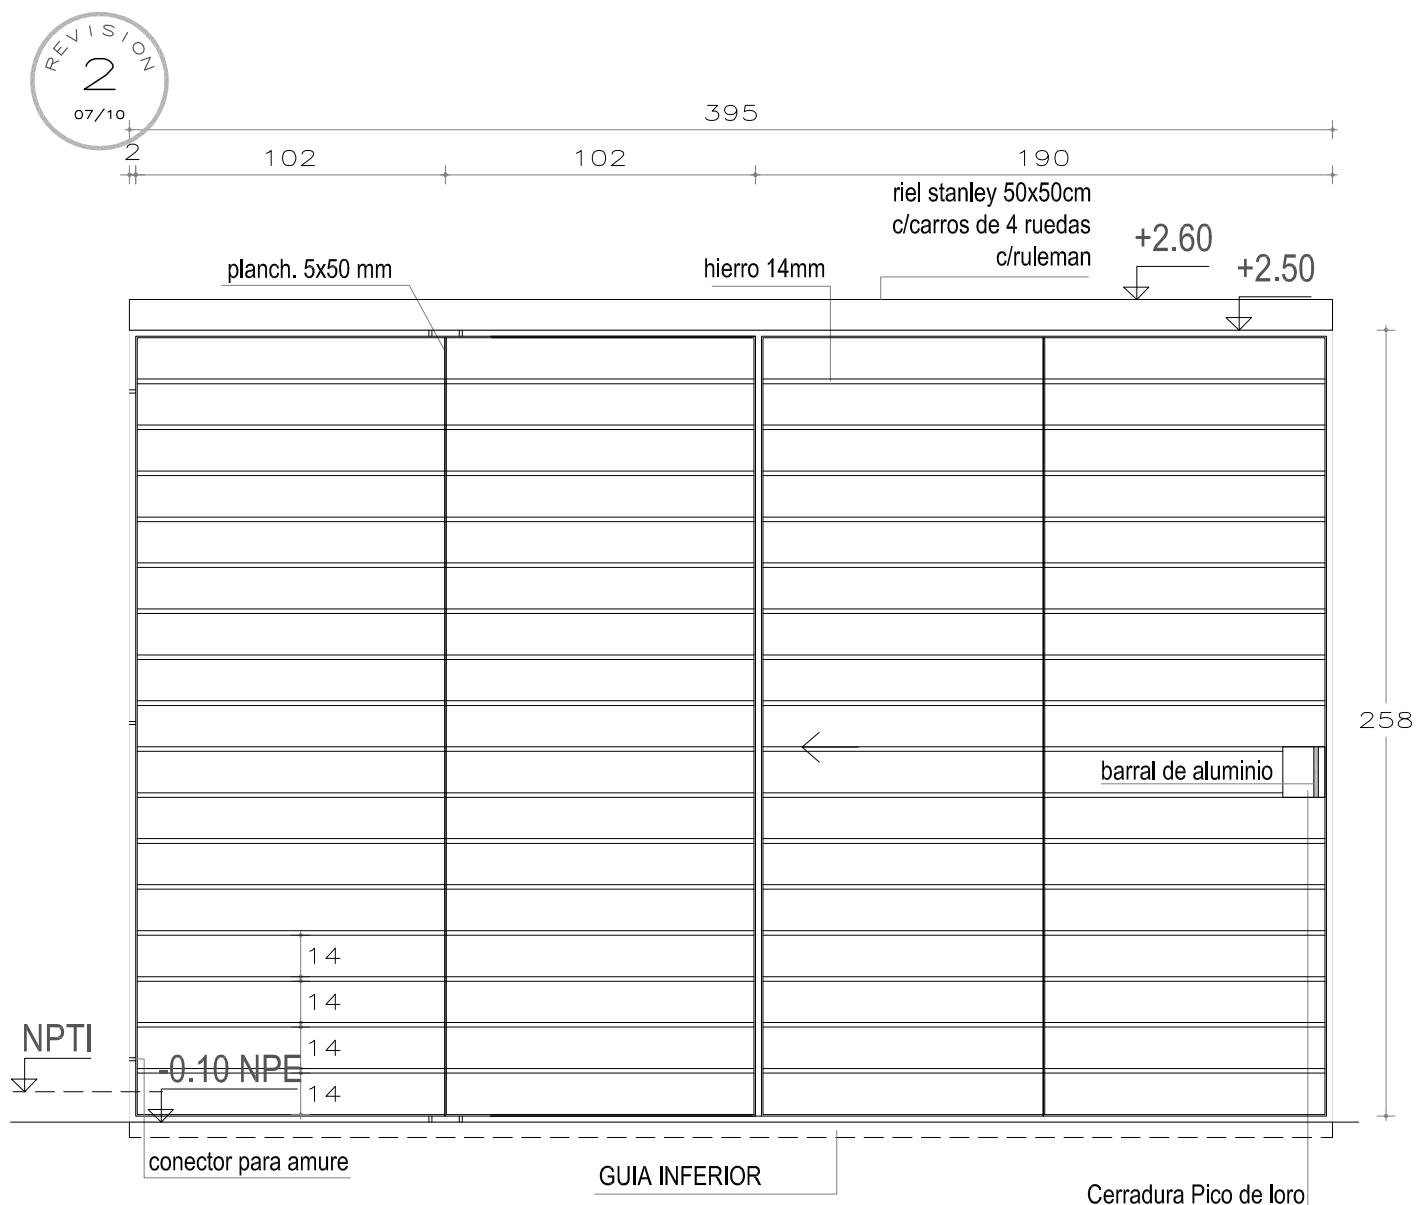 REVISION
2
07/10
395
2
102
102
190
riel stanley 50x50cm
c/carros de 4 ruedas
c/ruleman
+2.60
+2.50
planch. 5x50 mm
hierro 14mm
258
barral de aluminio
14
14
14
14
NPTI
-0.10 NPE
conector para amure
GUIA INFERIOR
Cerradura Pico de loro